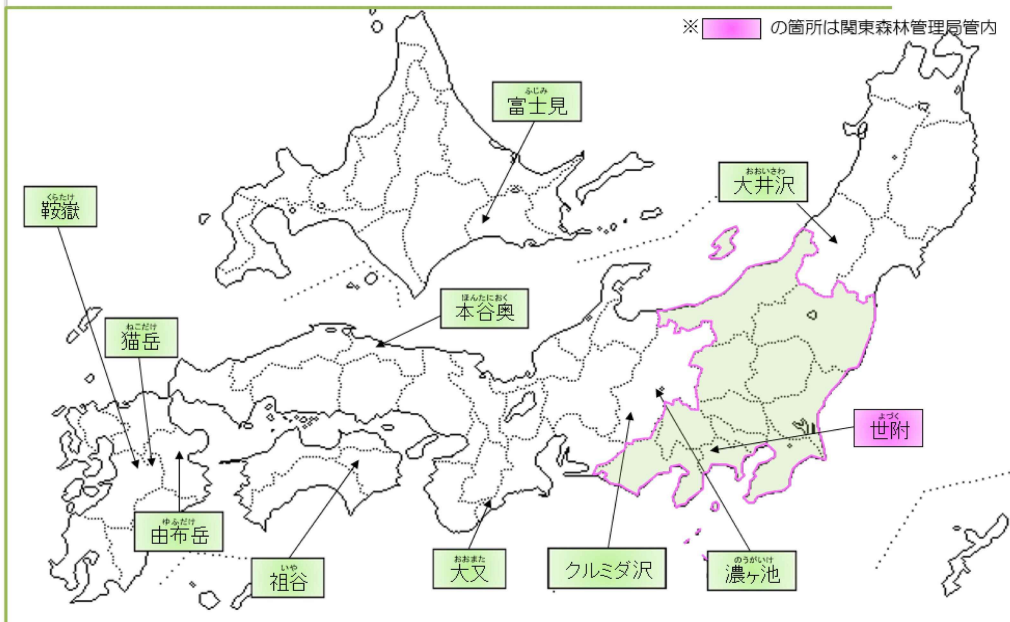 ※ の箇所は関東森林管理局管内
ふじみ
富士見
おおいさわ
大井沢
くらたけ
鞍嶽
ほんたにおく
本谷奥
ねこだけ
猫岳
よづく
世附
ゆふだけ
由布岳
いや
祖谷
おおまた
大又
クルミダ沢
のうがいけ
濃ヶ池